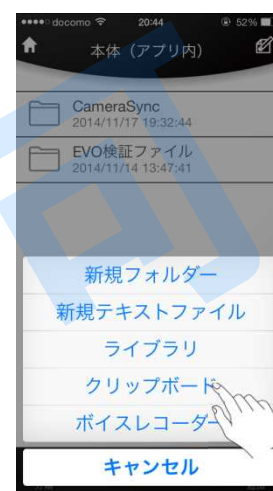 docomo 20:44 52%
本体（アプリ内）
CameraSync
2014/11/17 19:32:44
EVO検証ファイル
2014/11/14 13:47:41
新規フォルダー
新規テキストファイル
ライブラリ
クリップボード
ボイスレコーダー
キャンセル